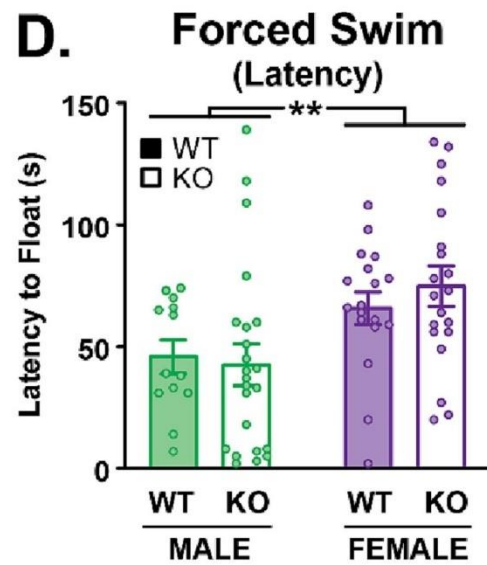 D.
Forced Swim
(Latency)
**
WT
KO
Latency to Float (s)
150
100
50
0
WT KO WT KO
MALE FEMALE